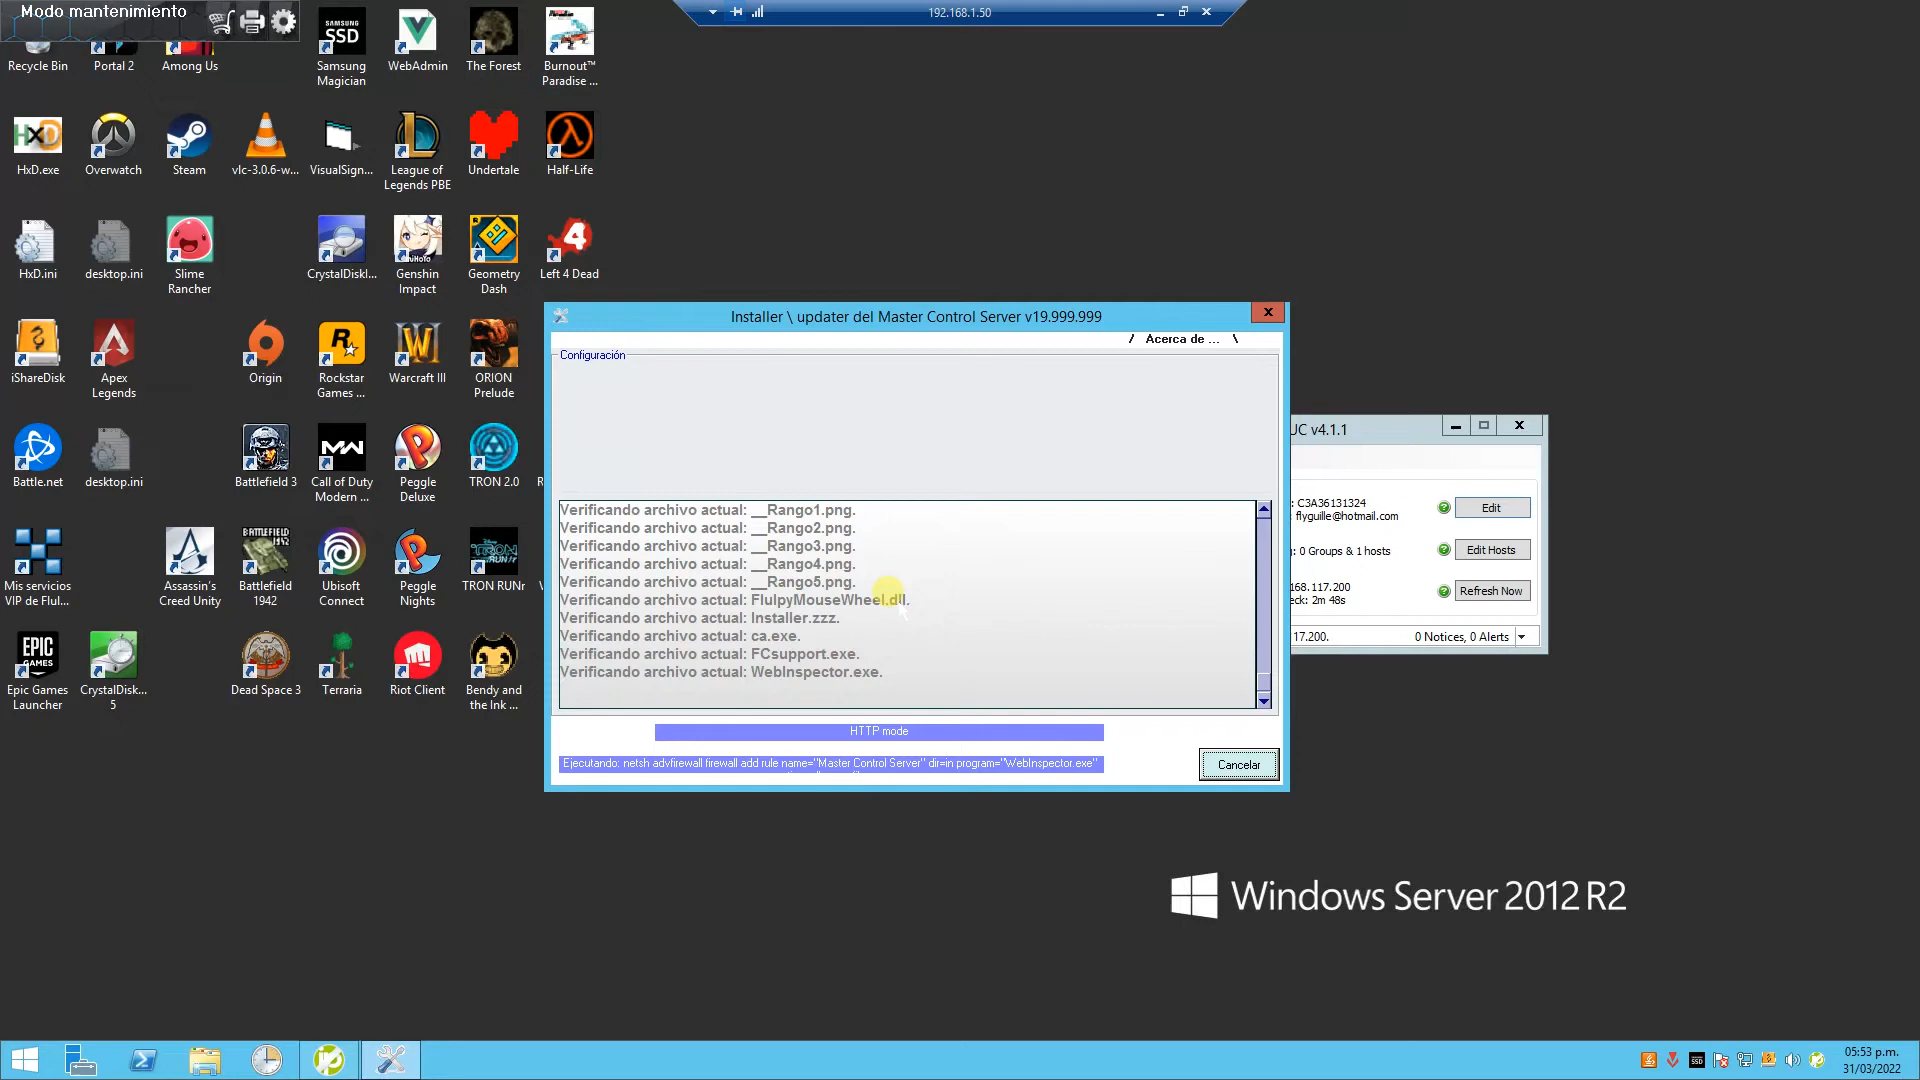 Modo mantenimiento
192.168.1.50
Recycle Bin
Portal 2
Among Us
SAMSUNG
SSD
Samsung
Magician
WebAdmin
The Forest
Burnout™
Paradise ...
HxD
HxD.exe
Overwatch
Steam
vlc-3.0.6-w...
VisualSign...
League of
Legends PBE
Undertale
Half-Life
HxD.ini
desktop.ini
Slime
Rancher
CrystalDiskI...
Genshin
Impact
Geometry
Dash
Left 4 Dead
iShareDisk
Apex
Legends
Origin
Rockstar
Games ...
Warcraft III
ORION
Prelude
Battle.net
desktop.ini
Battlefield 3
Call of Duty
Modern ...
Peggle
Deluxe
TRON 2.0
Mis servicios
VIP de Flul...
Assassin's
Creed Unity
BATTLEFIELD
Battlefield
1942
Ubisoft
Connect
Peggle
Nights
TRON RUNr
EPIC
GAMES
Epic Games
Launcher
CrystalDisk...
5
Dead Space 3
Terraria
Riot Client
Bendy and
the Ink ...
Installer \ updater del Master Control Server v19.999.999
/ Acerca de ... \
Configuración
Verificando archivo actual: __Rango1.png.
Verificando archivo actual: __Rango2.png.
Verificando archivo actual: __Rango3.png.
Verificando archivo actual: __Rango4.png.
Verificando archivo actual: __Rango5.png.
Verificando archivo actual: FlulpyMouseWheel.dll.
Verificando archivo actual: Installer.zzz.
Verificando archivo actual: ca.exe.
Verificando archivo actual: FCsupport.exe.
Verificando archivo actual: WebInspector.exe.
HTTP mode
Ejecutando: netsh advfirewall firewall add rule name="Master Control Server" dir=in program="WebInspector.exe"
Cancelar
UC v4.1.1
: C3A36131324
: flyguille@hotmail.com
Edit
g: 0 Groups & 1 hosts
Edit Hosts
168.117.200
eck: 2m 48s
Refresh Now
17.200.
0 Notices, 0 Alerts
Windows Server 2012 R2
05:53 p.m.
31/03/2022